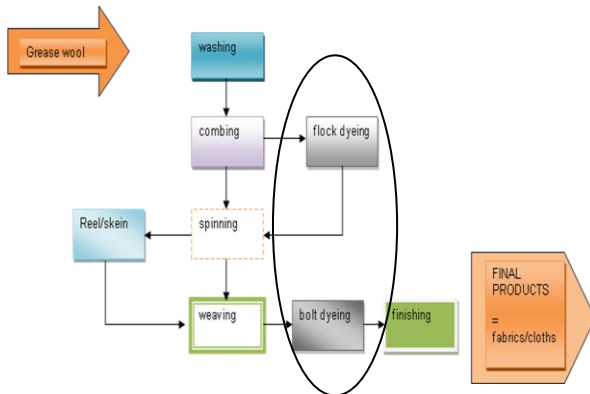 Grease wool
washing
combing
flock dyeing
Reel/skein
spinning
weaving
bolt dyeing
finishing
FINAL
PRODUCTS
=
fabrics/cloths